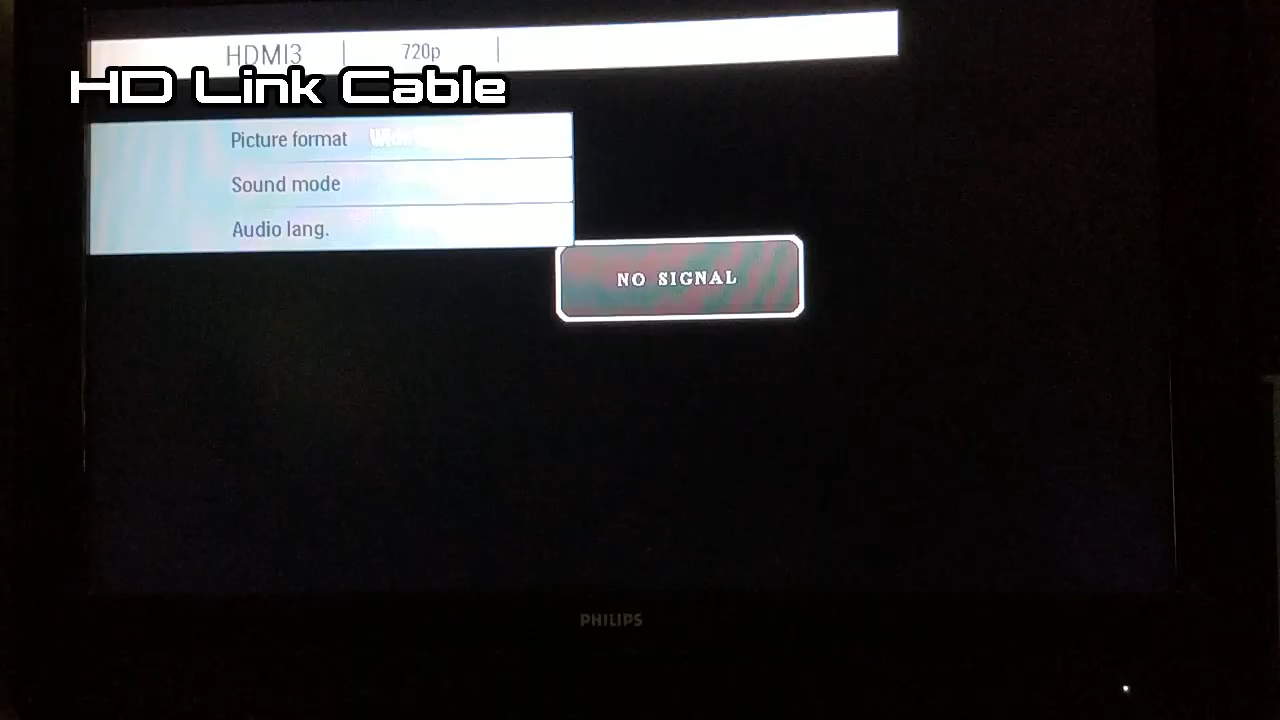 HDMI3 720p
HD Link Cable
Picture format
Sound mode
Audio lang.
NO SIGNAL
PHILIPS